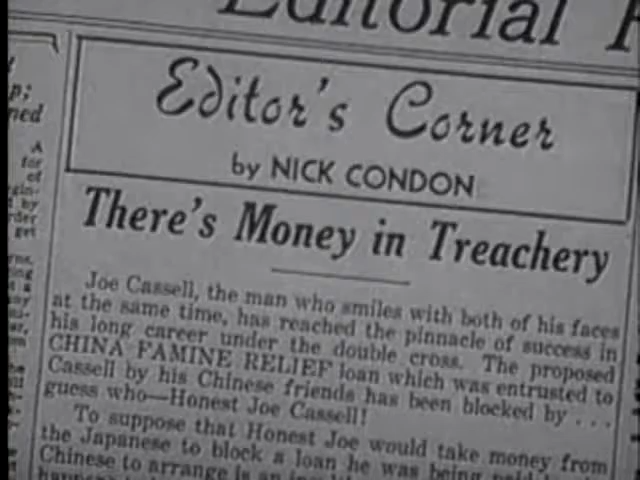 Editorial
Editor's Corner
by NICK CONDON
There's Money in Treachery
Joe Cassell, the man who smiles with both of his faces
at the same time, has reached the pinnacle of success in
his long career under the double cross. The proposed
CHINA FAMINE RELIEF loan which was entrusted to
Cassell by his Chinese friends has been blocked by . . .
guess who—Honest Joe Cassell!
To suppose that Honest Joe would take money from
the Japanese to block a loan he was being paid
Chinese to arrange is an